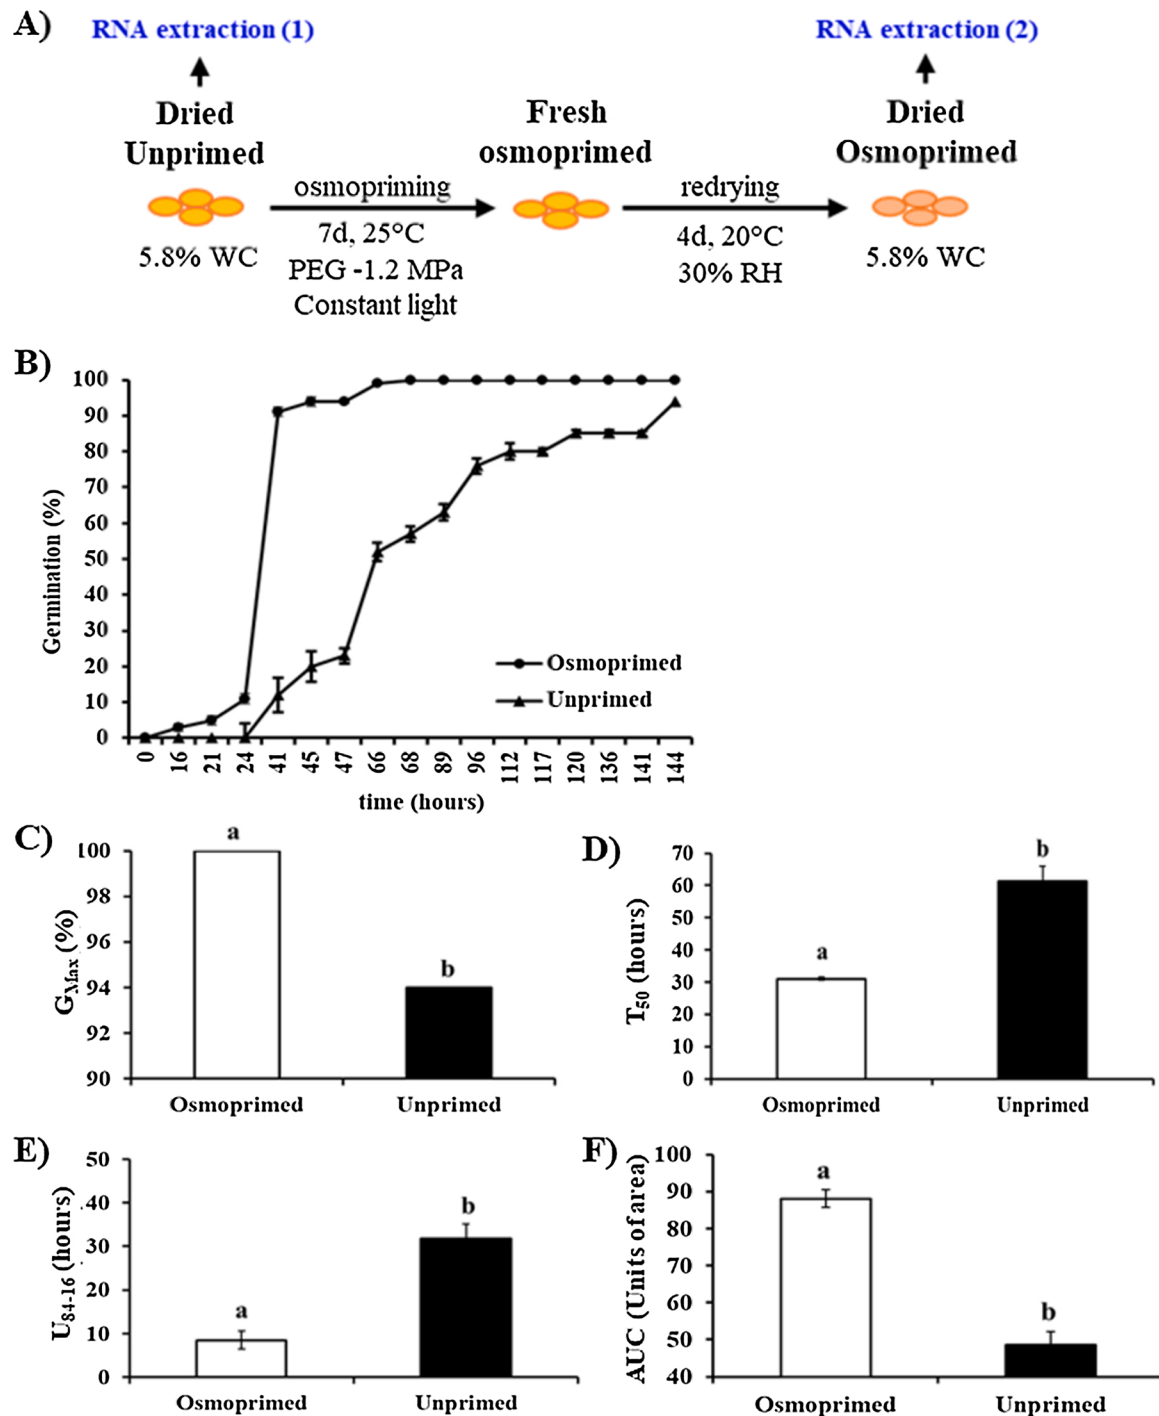 A)
RNA extraction (1)
RNA extraction (2)
Dried
Unprimed
Fresh
osmoprimed
Dried
Osmoprimed
osmopriming
redrying
5.8% WC
7d, 25°C
PEG -1.2 MPa
Constant light
4d, 20°C
30% RH
5.8% WC
B)
Germination (%)
100
90
80
70
60
50
40
30
20
10
0
Osmoprimed
Unprimed
0 16 21 24 41 45 47 66 68 89 96 112 117 120 136 141 144
time (hours)
C)
GMax (%)
100
98
96
94
92
90
a
b
Osmoprimed Unprimed
D)
T50 (hours)
70
60
50
40
30
20
10
0
a
b
Osmoprimed Unprimed
E)
U84-16 (hours)
50
40
30
20
10
0
a
b
Osmoprimed Unprimed
F)
AUC (Units of area)
100
90
80
70
60
50
40
a
b
Osmoprimed Unprimed